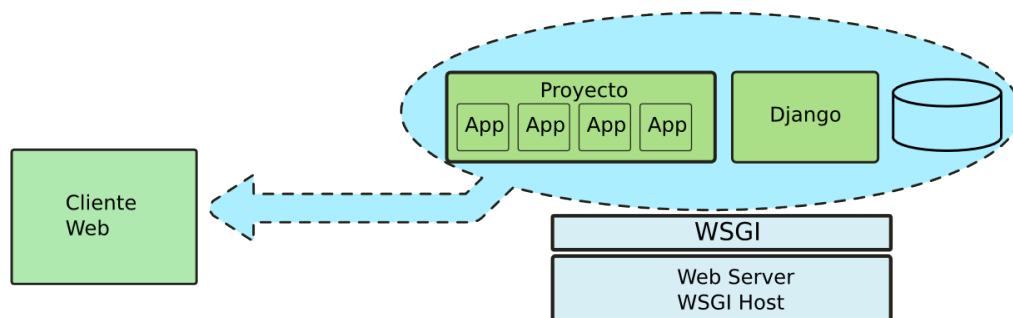 Proyecto
App App App App
Django
Cliente
Web
WSGI
Web Server
WSGI Host